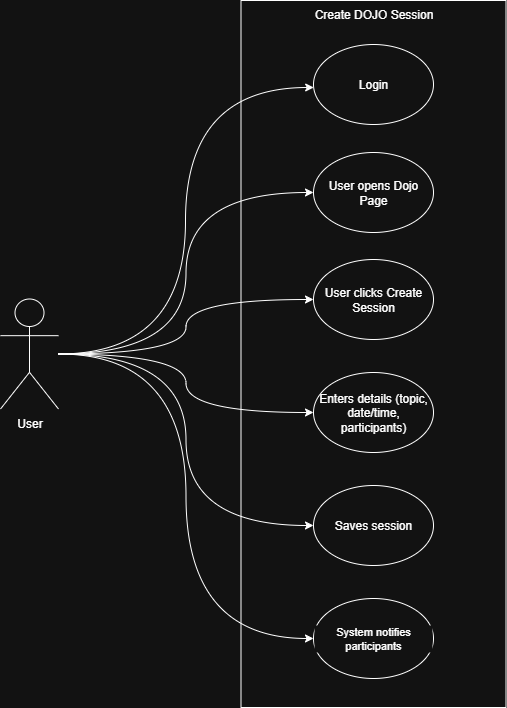 Create DOJO Session
Login
User opens Dojo
Page
User clicks Create
Session
Enters details (topic,
date/time,
participants)
User
Saves session
System notifies
participants